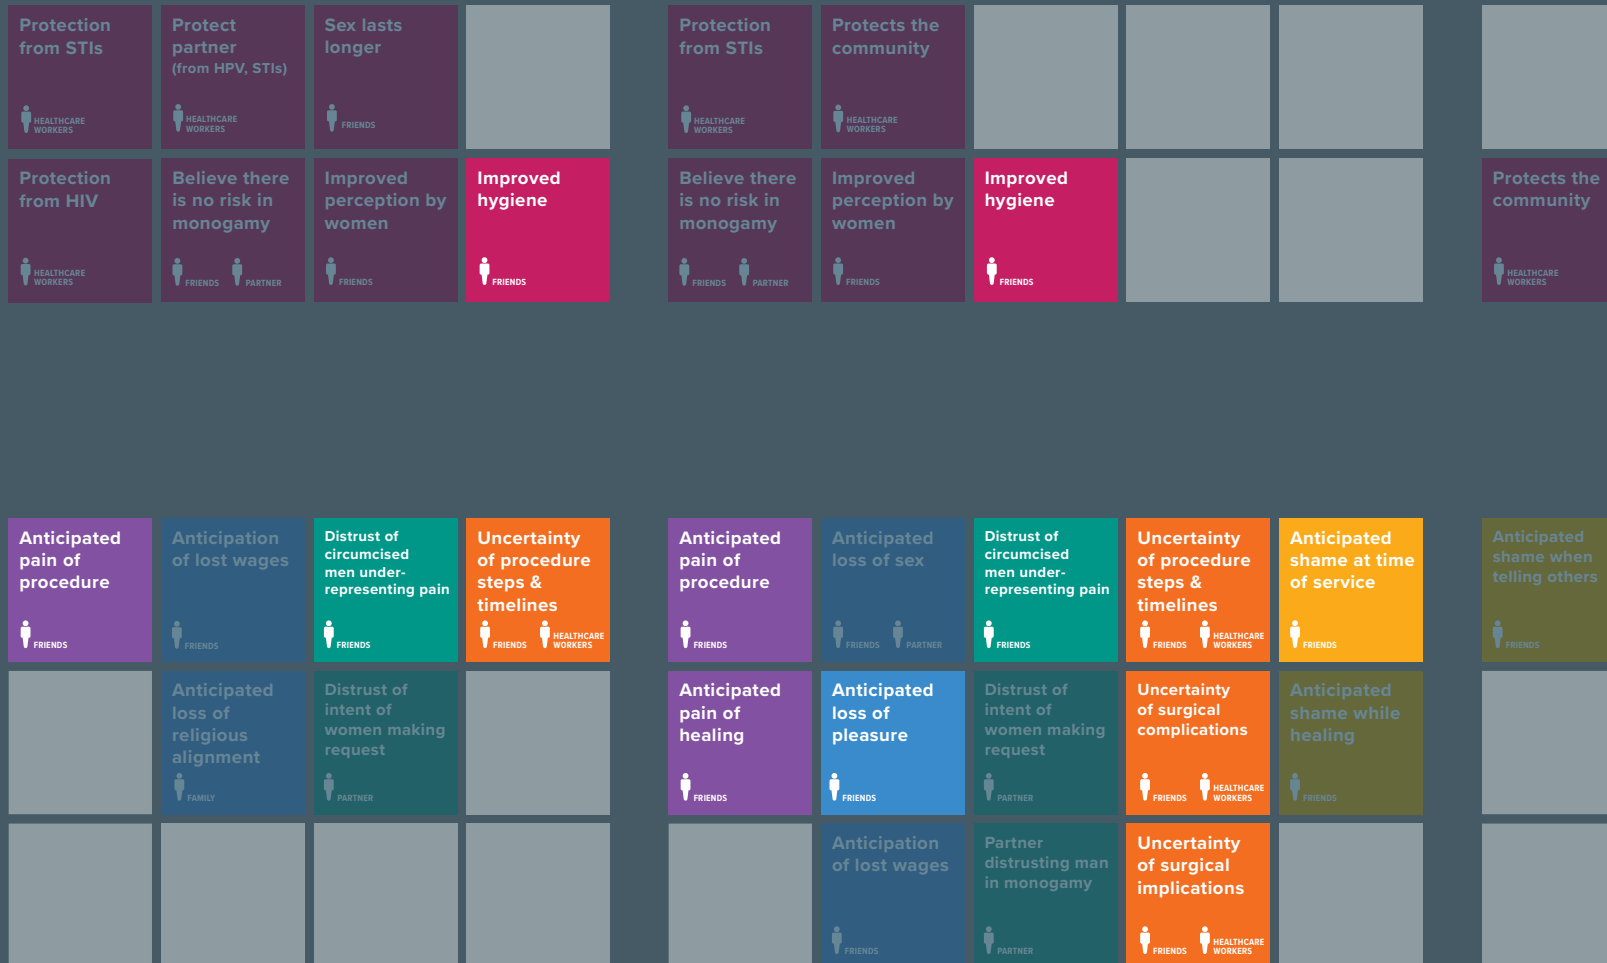 Protection
from STIs
HEALTHCARE
WORKERS
Protect
partner
(from HPV, STIs)
HEALTHCARE
WORKERS
Sex lasts
longer
FRIENDS
Protection
from STIs
HEALTHCARE
WORKERS
Protects the
community
HEALTHCARE
WORKERS
Protection
from HIV
HEALTHCARE
WORKERS
Believe there
is no risk in
monogamy
FRIENDS PARTNER
Improved
perception by
women
FRIENDS
Improved
hygiene
FRIENDS
Believe there
is no risk in
monogamy
FRIENDS PARTNER
Improved
perception by
women
FRIENDS
Improved
hygiene
FRIENDS
Protects the
community
HEALTHCARE
WORKERS
Anticipated
pain of
procedure
FRIENDS
Anticipation
of lost wages
FRIENDS
Distrust of
circumcised
men under-
representing pain
FRIENDS
Uncertainty
of procedure
steps &
timelines
FRIENDS HEALTHCARE
WORKERS
Anticipated
pain of
procedure
FRIENDS
Anticipated
loss of sex
FRIENDS PARTNER
Distrust of
circumcised
men under-
representing pain
FRIENDS
Uncertainty
of procedure
steps &
timelines
FRIENDS HEALTHCARE
WORKERS
Anticipated
shame at time
of service
FRIENDS
Anticipated
shame when
telling others
FRIENDS
Anticipated
loss of
religious
alignment
FAMILY
Distrust of
intent of
women making
request
PARTNER
Anticipated
pain of
healing
FRIENDS
Anticipated
loss of
pleasure
FRIENDS
Distrust of
intent of
women making
request
PARTNER
Uncertainty
of surgical
complications
FRIENDS HEALTHCARE
WORKERS
Anticipated
shame while
healing
FRIENDS
Anticipation
of lost wages
FRIENDS
Partner
distrusting man
in monogamy
PARTNER
Uncertainty
of surgical
implications
FRIENDS HEALTHCARE
WORKERS